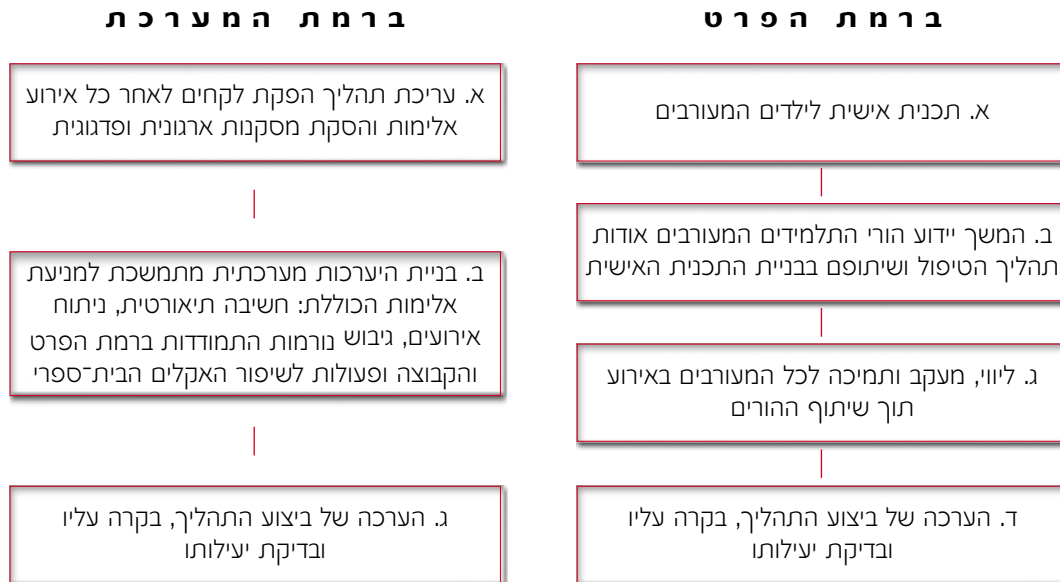 ברמת הפרט
א. תכנית אישית לילדים המעורבים
ב. המשך יידוע הורי התלמידים המעורבים אודות
תהליך הטיפול ושיתופם בבניית התכנית האישית
ג. ליווי, מעקב ותמיכה לכל המעורבים באירוע
תוך שיתוף ההורים
ד. הערכה של ביצוע התהליך, בקרה עליו
ובדיקת יעילותו
ברמת המערכת
א. עריכת תהליך הפקת לקחים לאחר כל אירוע
אלימות והסקת מסקנות ארגונית ופדגוגית
ב. בניית היערכות מערכתית מתמשכת למניעת
אלימות הכוללת: חשיבה תיאורטית, ניתוח
אירועים, גיבוש נורמות התמודדות ברמת הפרט
והקבוצה ופעולות לשיפור האקלים הבית־ספרי
ג. הערכה של ביצוע התהליך, בקרה עליו
ובדיקת יעילותו